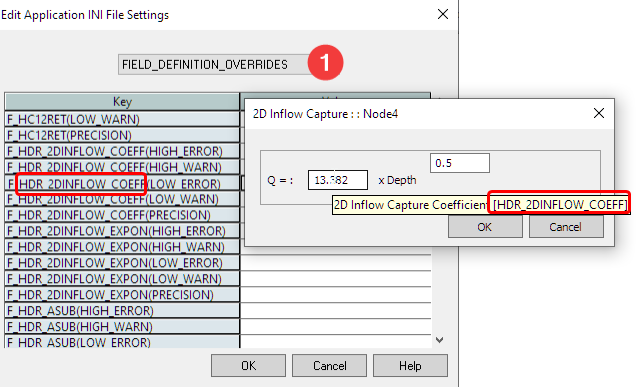 Edit Application INI File Settings
FIELD_DEFINITION_OVERRIDES
1
Key
F_HC12RET(LOW_WARN)
F_HC12RET(PRECISION)
F_HDR_2DINFLOW_COEFF(HIGH_ERROR)
F_HDR_2DINFLOW_COEFF(HIGH_WARN)
F_HDR_2DINFLOW_COEFF(LOW_ERROR)
F_HDR_2DINFLOW_COEFF(LOW_WARN)
F_HDR_2DINFLOW_COEFF(PRECISION)
F_HDR_2DINFLOW_EXPON(HIGH_ERROR)
F_HDR_2DINFLOW_EXPON(HIGH_WARN)
F_HDR_2DINFLOW_EXPON(LOW_ERROR)
F_HDR_2DINFLOW_EXPON(LOW_WARN)
F_HDR_2DINFLOW_EXPON(PRECISION)
F_HDR_ASUB(HIGH_ERROR)
F_HDR_ASUB(HIGH_WARN)
F_HDR_ASUB(LOW_ERROR)
OK Cancel Help
2D Inflow Capture : : Node4
0.5
Q = : 13.382 x Depth
2D Inflow Capture Coefficient [HDR_2DINFLOW_COEFF]
OK Cancel